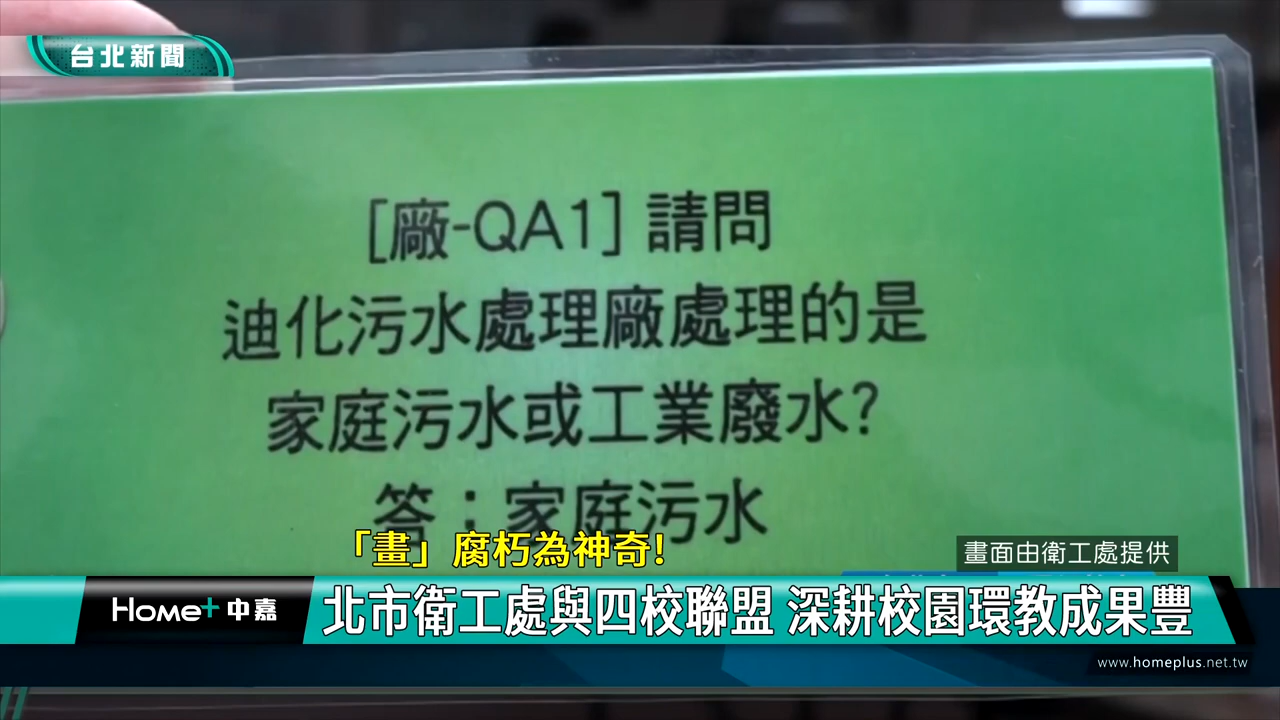 台北新聞
[廠-QA1] 請問
迪化污水處理廠處理的是
家庭污水或工業廢水?
答：家庭污水
「畫」腐朽為神奇!
畫面由衛工處提供
Home+ 中嘉
北市衛工處與四校聯盟 深耕校園環教成果豐
www.homeplus.net.tw